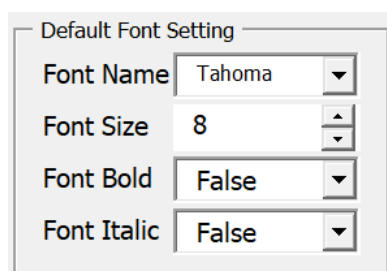 Default Font Setting
Font Name Tahoma
Font Size 8
Font Bold False
Font Italic False